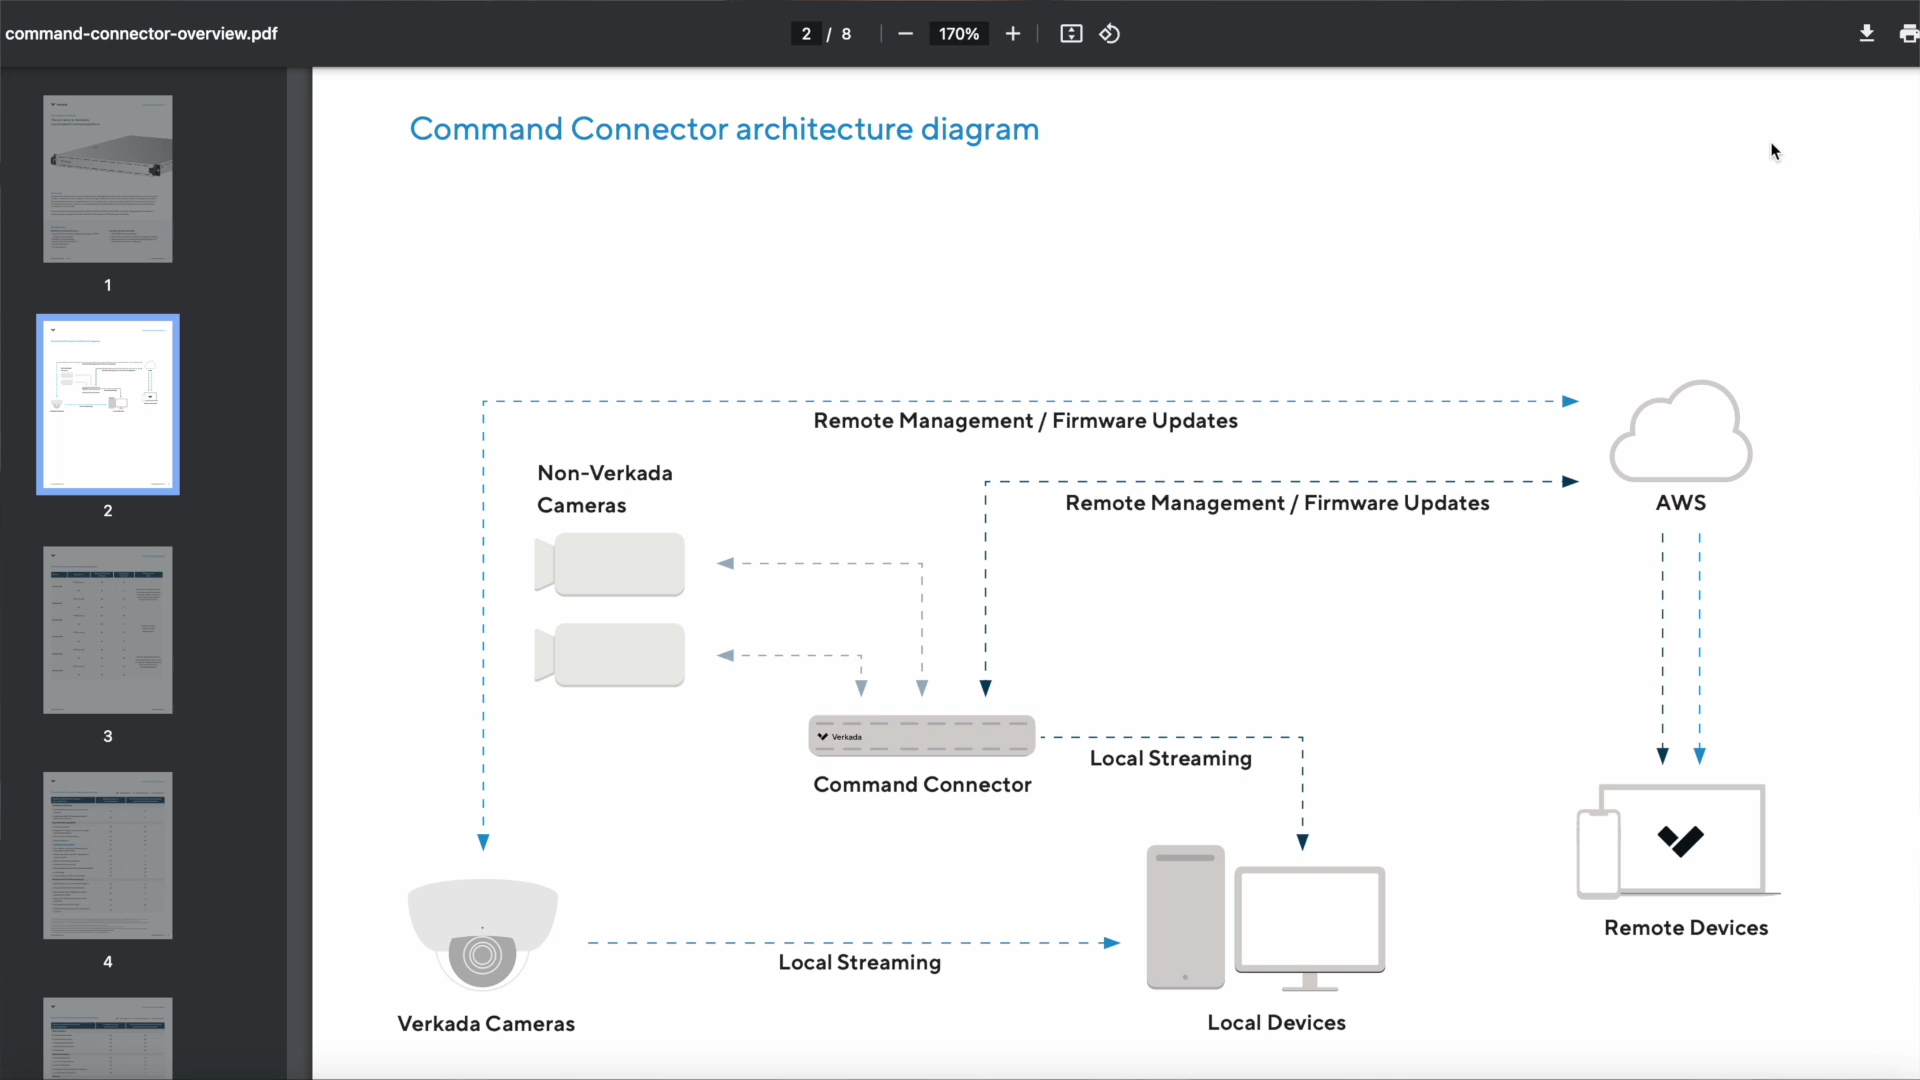 command-connector-overview.pdf
2 / 8
170%
Command Connector architecture diagram
Remote Management / Firmware Updates
Non-Verkada
Cameras
Remote Management / Firmware Updates
AWS
Verkada
Local Streaming
Command Connector
Remote Devices
Local Streaming
Verkada Cameras
Local Devices
1
2
3
4